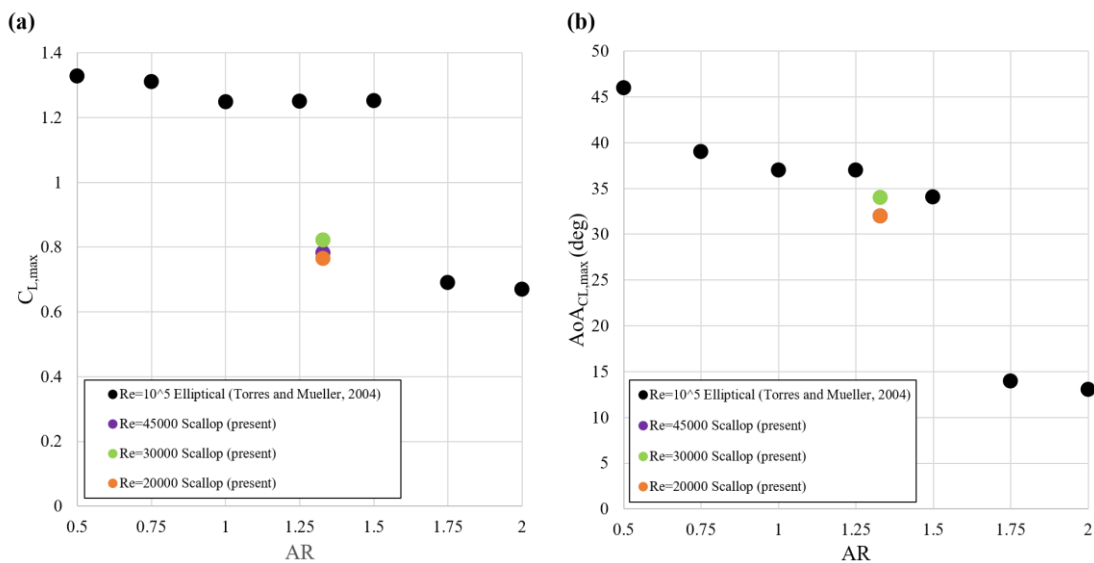 (a)
1.4
1.2
1
0.8
0.6
0.4
0.2
0
C_L,max
Re=10^5 Elliptical (Torres and Mueller, 2004)
Re=45000 Scallop (present)
Re=30000 Scallop (present)
Re=20000 Scallop (present)
0.5 0.75 1 1.25 1.5 1.75 2
AR
(b)
50
45
40
35
30
25
20
15
10
5
0
AoA_CL,max (deg)
Re=10^5 Elliptical (Torres and Mueller, 2004)
Re=45000 Scallop (present)
Re=30000 Scallop (present)
Re=20000 Scallop (present)
0.5 0.75 1 1.25 1.5 1.75 2
AR